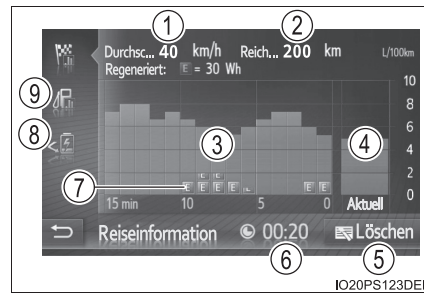 1 2
Durchsc... 40 km/h Reich... 200 km L/100km
Regeneriert: E = 30 Wh
10
9
8
8
6
3 4
4
7
2
E E E E E E E E
0
15 min 10 5 0 Aktuell
Reiseinformation 00:20 Löschen
6 5
IO20PS123DEI